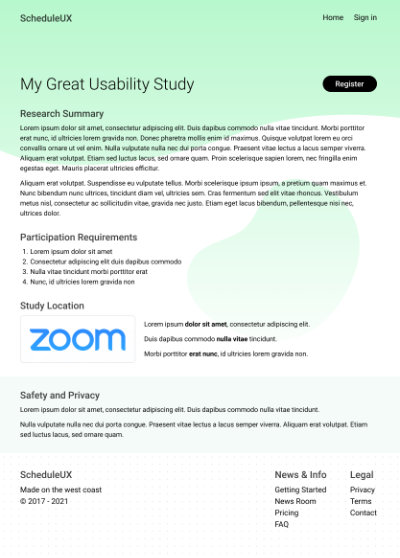 ScheduleUX
Home Sign in
My Great Usability Study
Register
Research Summary
Lorem ipsum dolor sit amet, consectetur adipiscing elit. Duis dapibus commodo nulla vitae tincidunt. Morbi porttitor
erat nunc, id ultricies lorem gravida non. Donec pharetra mollis enim id maximus. Quisque volutpat lorem eu orci
convallis ornare ut vel enim. Nulla vulputate nulla nec dui porta congue. Praesent vitae lectus a lacus semper viverra.
Aliquam erat volutpat. Etiam sed luctus lacus, sed ornare quam. Proin scelerisque sapien lorem, nec fringilla enim
egestas eget. Mauris placerat ultricies efficitur.
Aliquam erat volutpat. Suspendisse eu vulputate tellus. Morbi scelerisque ipsum ipsum, a pretium quam maximus et.
Nunc bibendum nunc ultrices, tincidunt diam vel, ultricies sem. Cras fermentum sed elit vitae rhoncus. Vestibulum
metus nisl, consectetur ac sollicitudin vitae, gravida nec justo. Etiam eget lacus bibendum, pellentesque nisi nec,
ultrices dolor.
Participation Requirements
1. Lorem ipsum dolor sit amet
2. Consectetur adipiscing elit duis dapibus commodo
3. Nulla vitae tincidunt morbi porttitor erat
4. Nunc, id ultricies lorem gravida non
Study Location
zoom
Lorem ipsum dolor sit amet, consectetur adipiscing elit.
Duis dapibus commodo nulla vitae tincidunt.
Morbi porttitor erat nunc, id ultricies lorem gravida non.
Safety and Privacy
Lorem ipsum dolor sit amet, consectetur adipiscing elit. Duis dapibus commodo nulla vitae tincidunt.
Nulla vulputate nulla nec dui porta congue. Praesent vitae lectus a lacus semper viverra. Aliquam erat volutpat. Etiam
sed luctus lacus, sed ornare quam.
ScheduleUX
Made on the west coast
© 2017 - 2021
News & Info
Getting Started
News Room
Pricing
FAQ
Legal
Privacy
Terms
Contact